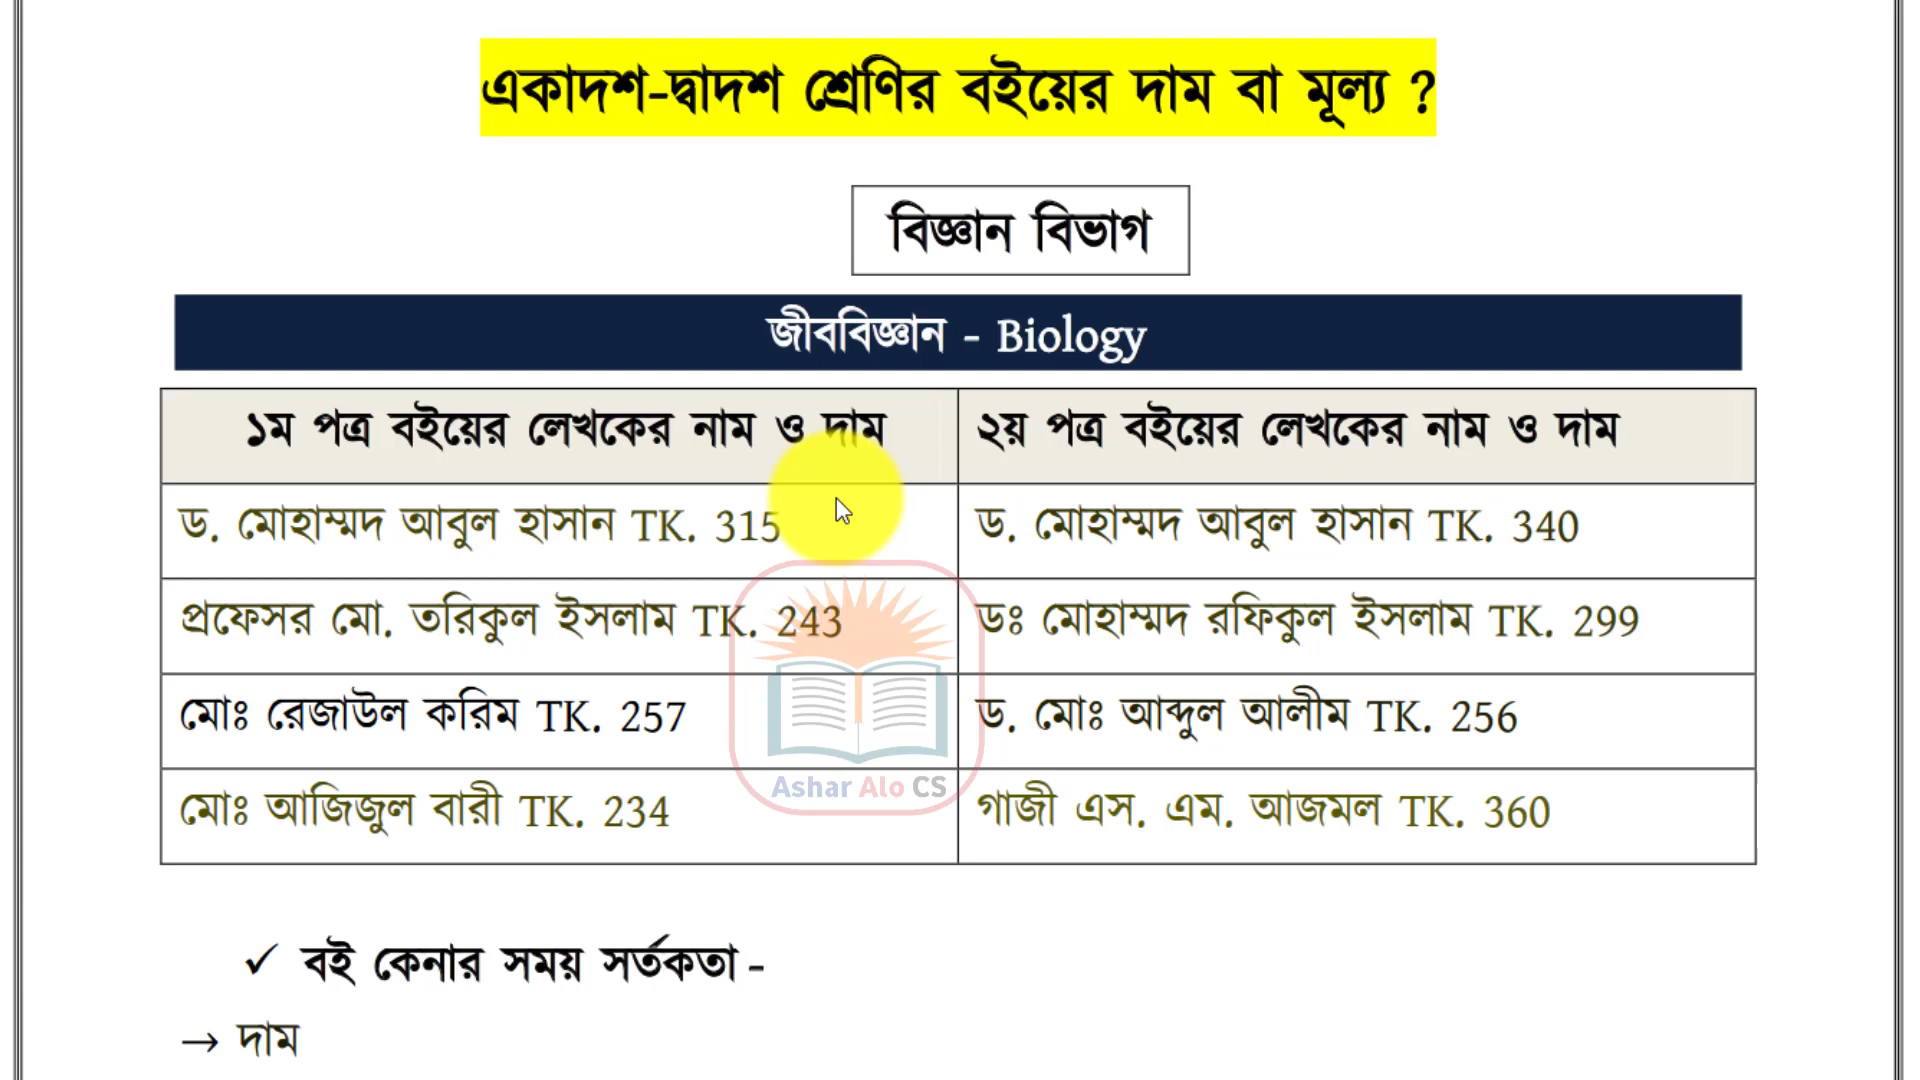 একাদশ-দ্বাদশ শ্রেণির বইয়ের দাম বা মূল্য ?
বিজ্ঞান বিভাগ
জীববিজ্ঞান - Biology
১ম পত্র বইয়ের লেখকের নাম ও দাম
২য় পত্র বইয়ের লেখকের নাম ও দাম
ড. মোহাম্মদ আবুল হাসান TK. 315
ড. মোহাম্মদ আবুল হাসান TK. 340
প্রফেসর মো. তরিকুল ইসলাম TK. 243
ডঃ মোহাম্মদ রফিকুল ইসলাম TK. 299
মোঃ রেজাউল করিম TK. 257
ড. মোঃ আব্দুল আলীম TK. 256
মোঃ আজিজুল বারী TK. 234
গাজী এস. এম. আজমল TK. 360
Ashar Alo CS
✓ বই কেনার সময় সর্তকতা -
→ দাম